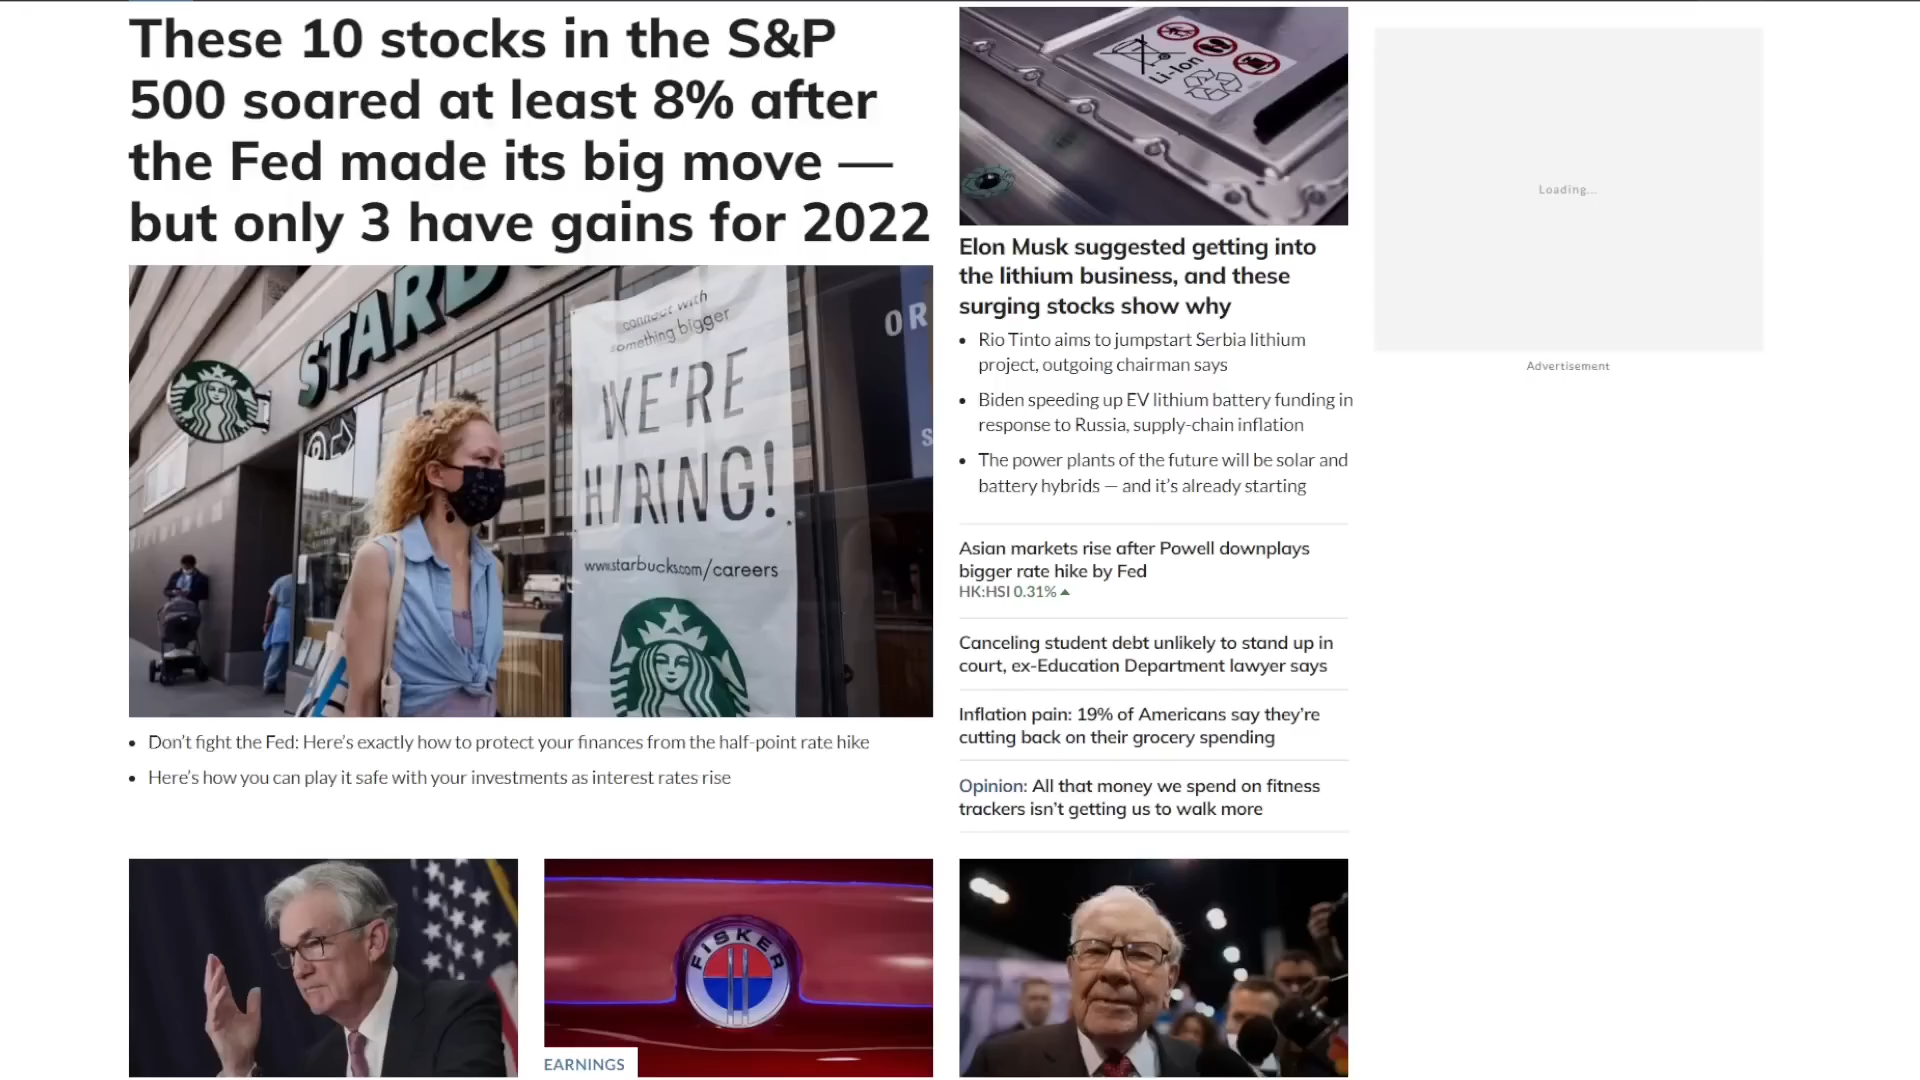 These 10 stocks in the S&P
500 soared at least 8% after
the Fed made its big move —
but only 3 have gains for 2022
STARB
connect with
something bigger
WE'RE
HIRING!
www.starbucks.com/careers
OR
S
Don't fight the Fed: Here's exactly how to protect your finances from the half-point rate hike
Here's how you can play it safe with your investments as interest rates rise
Li-Ion
Elon Musk suggested getting into
the lithium business, and these
surging stocks show why
Rio Tinto aims to jumpstart Serbia lithium
project, outgoing chairman says
Biden speeding up EV lithium battery funding in
response to Russia, supply-chain inflation
The power plants of the future will be solar and
battery hybrids — and it's already starting
Asian markets rise after Powell downplays
bigger rate hike by Fed
HK:HSI 0.31%
Canceling student debt unlikely to stand up in
court, ex-Education Department lawyer says
Inflation pain: 19% of Americans say they're
cutting back on their grocery spending
Opinion: All that money we spend on fitness
trackers isn't getting us to walk more
Loading...
Advertisement
FISKER
EARNINGS